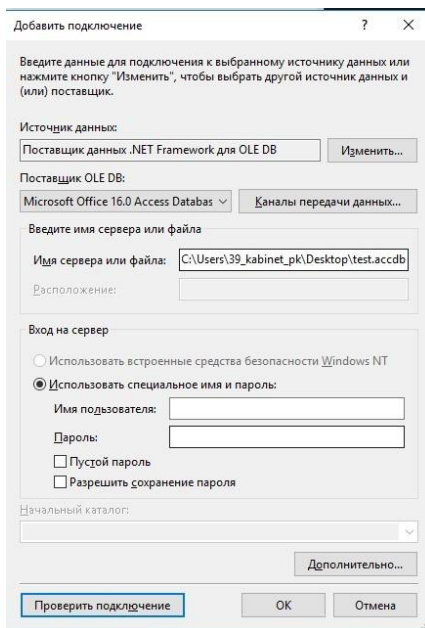 Добавить подключение ? ×
Введите данные для подключения к выбранному источнику данных или
нажмите кнопку "Изменить", чтобы выбрать другой источник данных и
(или) поставщик.
Источник данных:
Поставщик данных .NET Framework для OLE DB Изменить...
Поставщик OLE DB:
Microsoft Office 16.0 Access Databas Каналы передачи данных...
Введите имя сервера или файла
Имя сервера или файла: C:\Users\39_kabinet_pk\Desktop\test.accdb
Расположение:
Вход на сервер
Использовать встроенные средства безопасности Windows NT
Использовать специальное имя и пароль:
Имя пользователя:
Пароль:
Пустой пароль
Разрешить сохранение пароля
Начальный каталог:
Дополнительно...
Проверить подключение OK Отмена